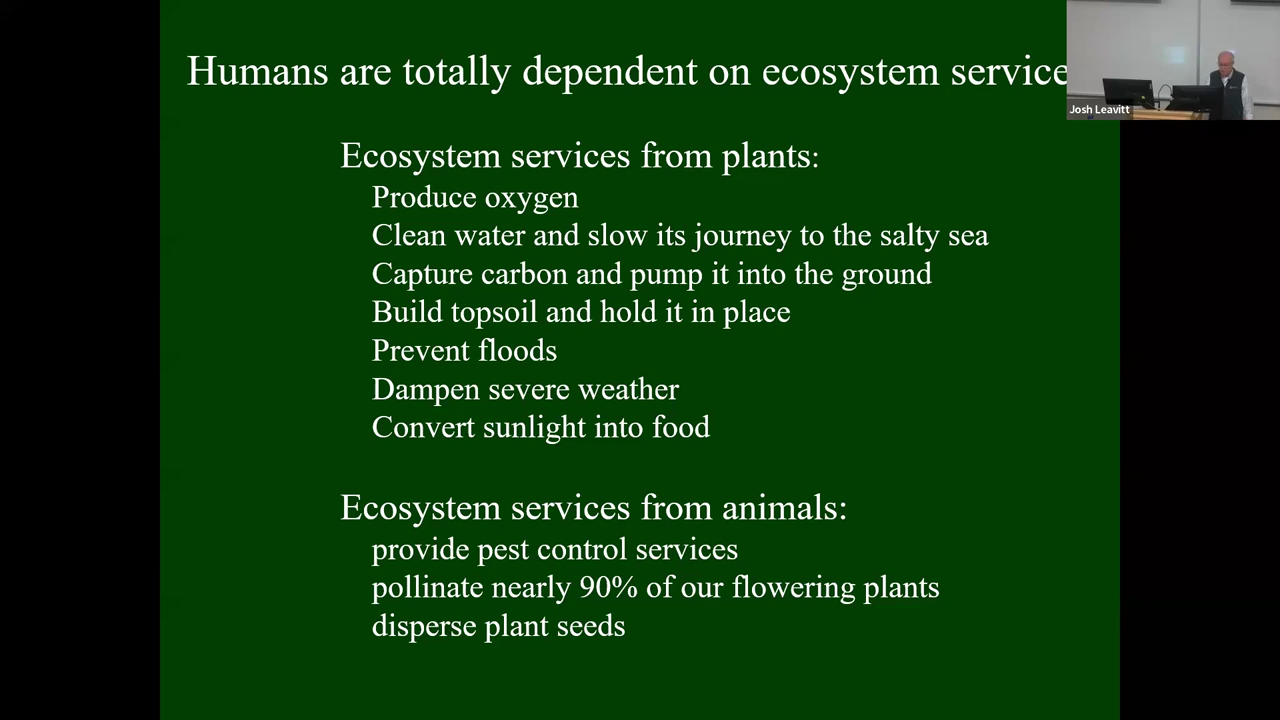 Humans are totally dependent on ecosystem service
Josh Leavitt
Ecosystem services from plants:
Produce oxygen
Clean water and slow its journey to the salty sea
Capture carbon and pump it into the ground
Build topsoil and hold it in place
Prevent floods
Dampen severe weather
Convert sunlight into food
Ecosystem services from animals:
provide pest control services
pollinate nearly 90% of our flowering plants
disperse plant seeds